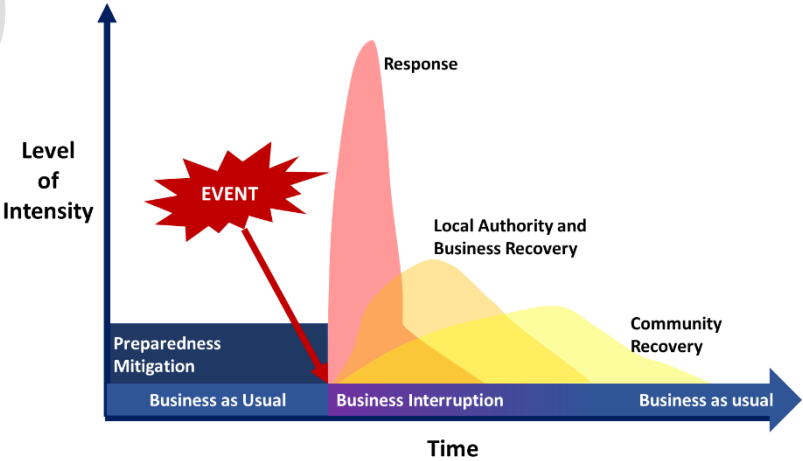 Response
Level
of
Intensity
EVENT
Local Authority and
Business Recovery
Preparedness
Mitigation
Community
Recovery
Business as Usual
Business Interruption
Business as usual
Time